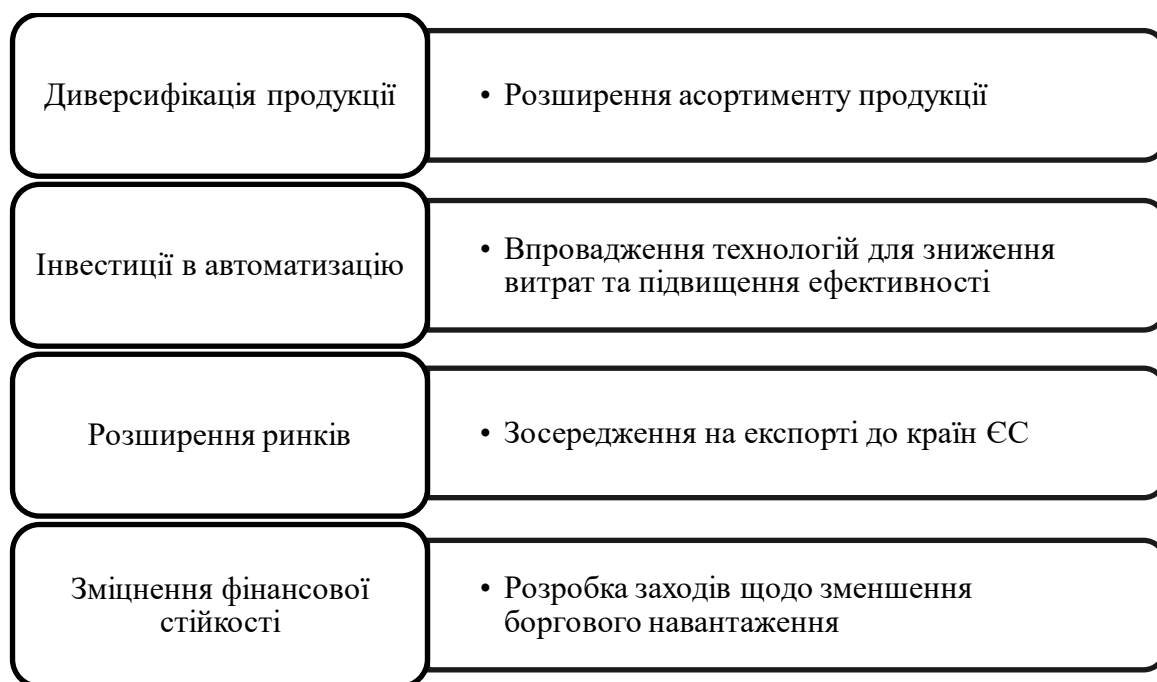 Диверсифікація продукції
• Розширення асортименту продукції
Інвестиції в автоматизацію
• Впровадження технологій для зниження
витрат та підвищення ефективності
Розширення ринків
• Зосередження на експорті до країн ЄС
Зміцнення фінансової
стійкості
• Розробка заходів щодо зменшення
боргового навантаження